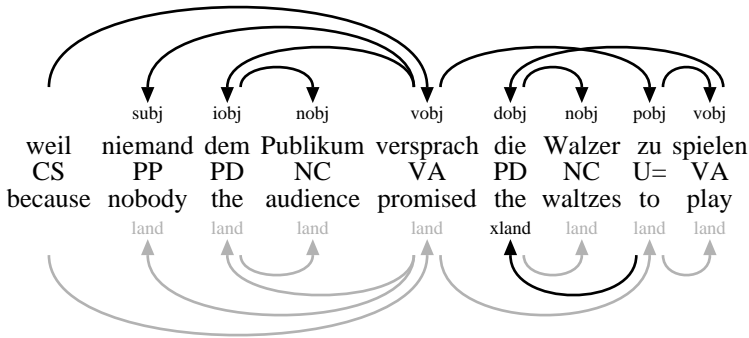 subj iobj nobj vobj dobj nobj pobj vobj
weil niemand dem Publikum versprach die Walzer zu spielen
CS PP PD NC VA PD NC U= VA
because nobody the audience promised the waltzes to play
land land land land xland land land land